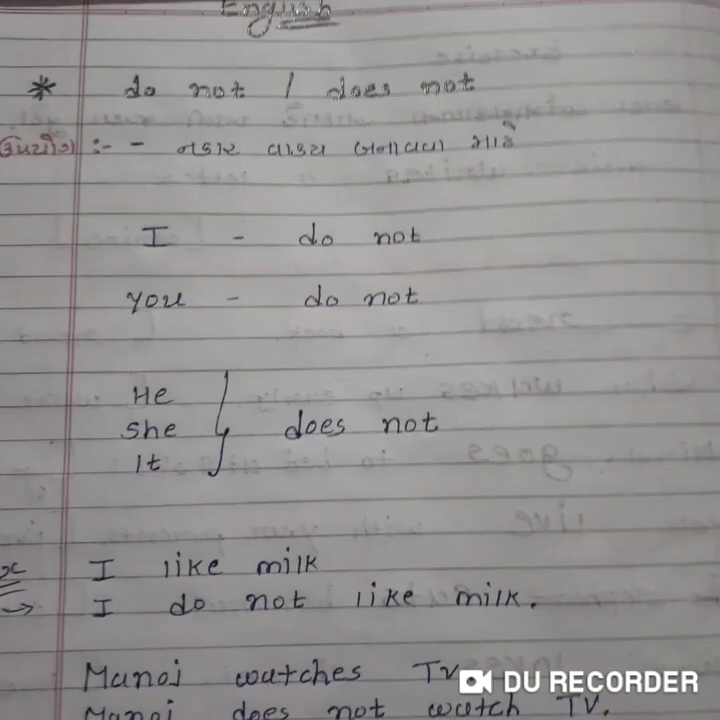 English
* do not / does not
ઉપયોગ :- - નકાર વાક્ય બનાવવા માટે
I - do not
you - do not
He
she } does not
It
Ex I like milk
→ I do not like milk.
Manoj watches TV
Manoj does not watch TV.
DU RECORDER